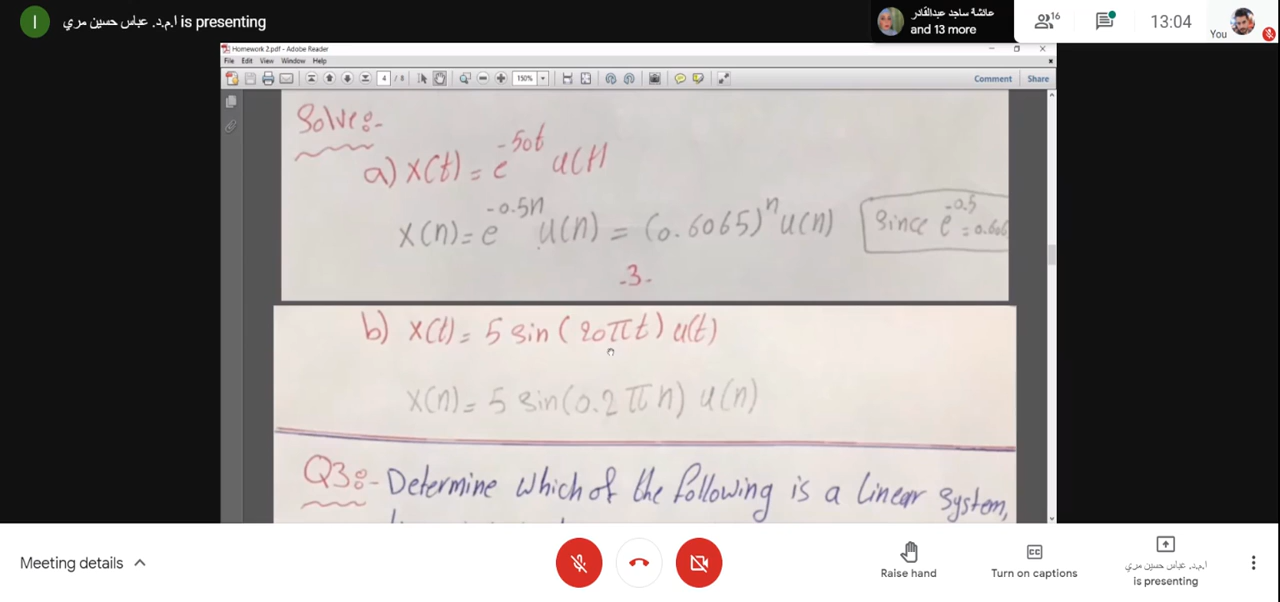 I
ا.م.د. عباس حسين مري is presenting
عائشة ساجد عبدالقادر
and 13 more
16
13:04
You
Homework 2.pdf - Adobe Reader
File Edit View Window Help
4 / 8
150%
Comment
Share
Solve:-
a) x(t) = e^-50t u(t)
x(n) = e^-0.5n u(n) = (0.6065)^n u(n)
Since e^-0.5 = 0.606
-3-
b) x(t) = 5 sin(20πt) u(t)
x(n) = 5 sin(0.2πn) u(n)
Q3:- Determine which of the following is a linear system,
Meeting details
Raise hand
CC
Turn on captions
ا.م.د. عباس حسين مري
is presenting